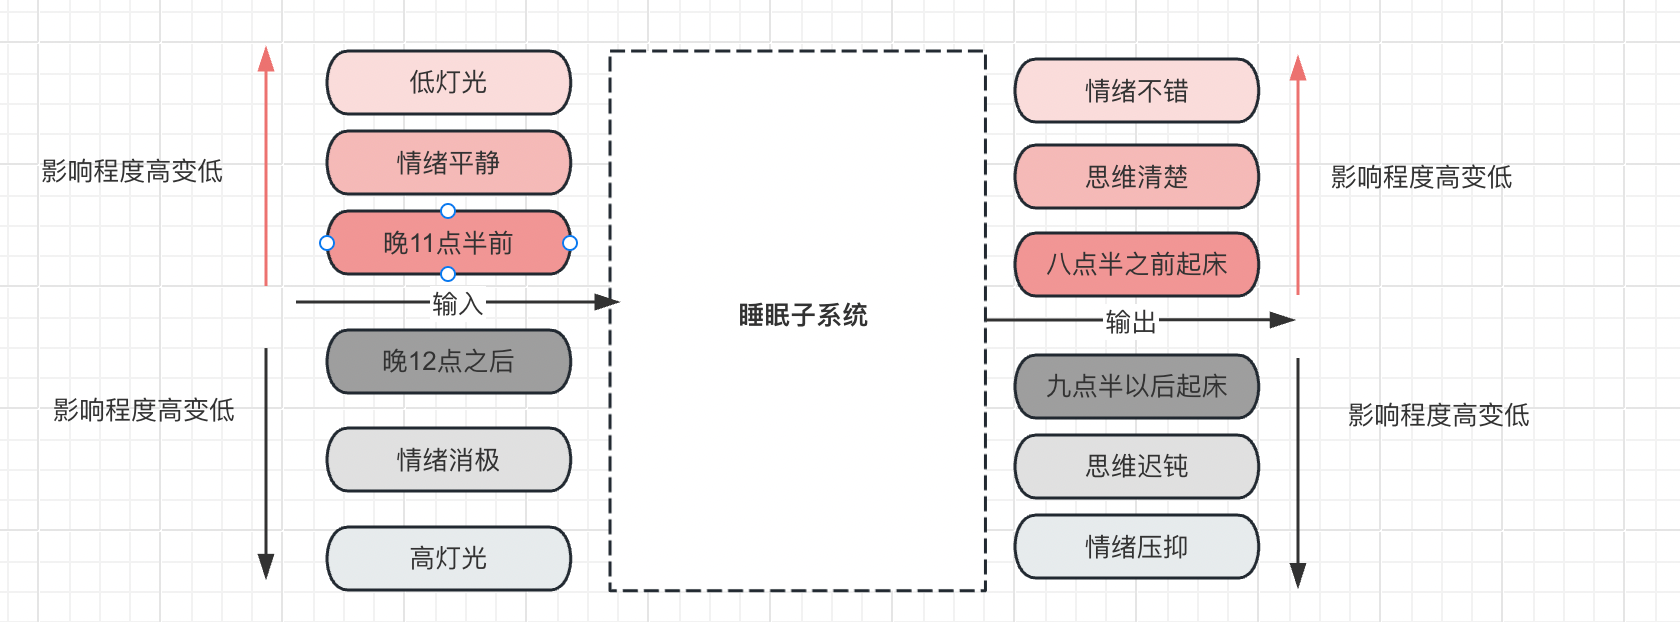 低灯光
情绪平静
晚11点半前
影响程度高变低
输入
晚12点之后
情绪消极
高灯光
影响程度高变低
睡眠子系统
情绪不错
思维清楚
八点半之前起床
影响程度高变低
输出
九点半以后起床
思维迟钝
情绪压抑
影响程度高变低